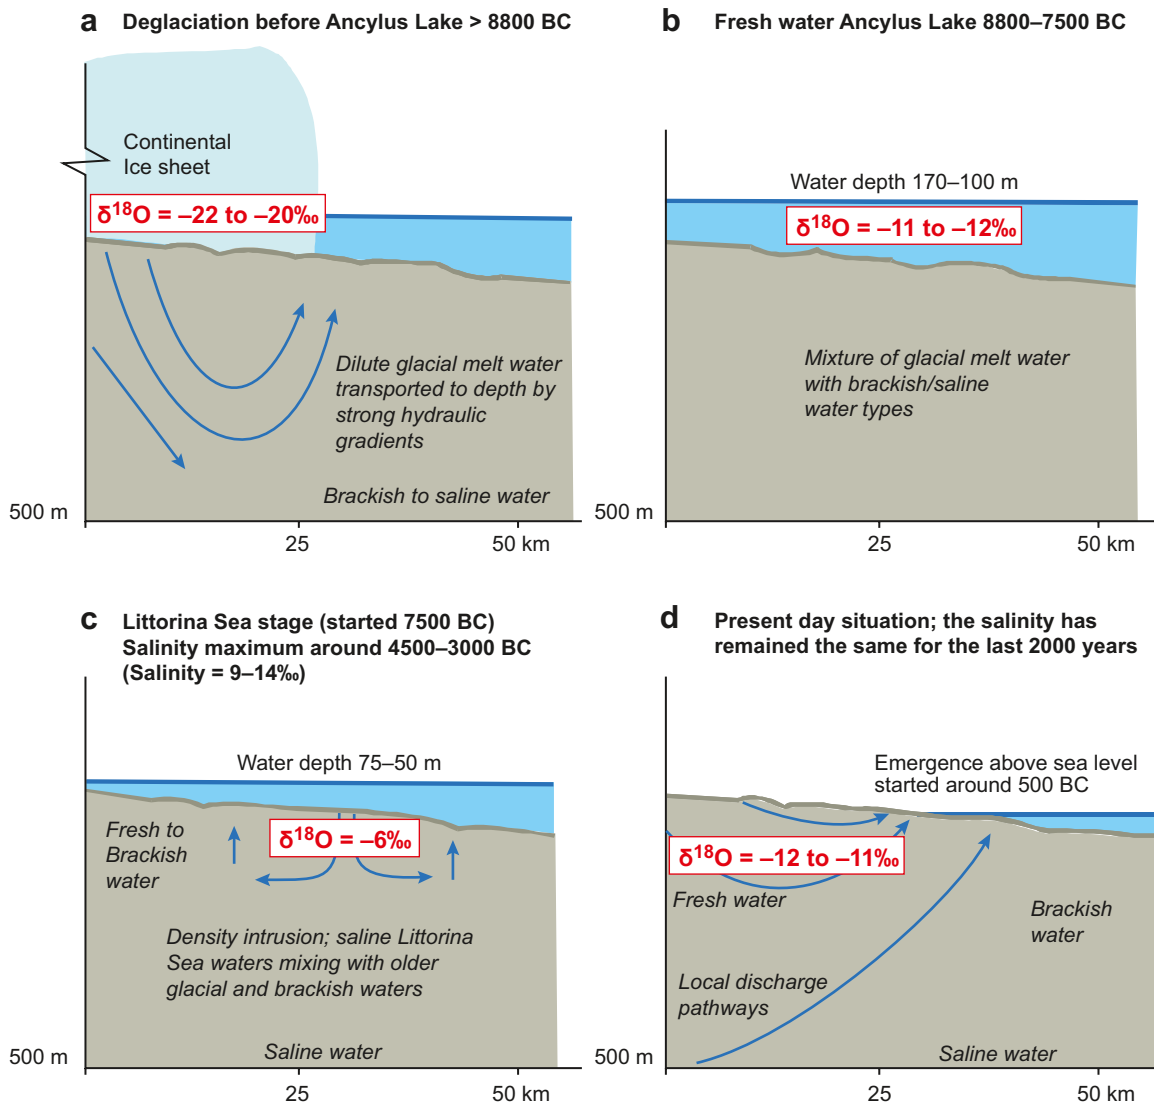 a Deglaciation before Ancylus Lake > 8800 BC
Continental
Ice sheet
δ18O = –22 to –20‰
Dilute glacial melt water
transported to depth by
strong hydraulic
gradients
Brackish to saline water
500 m
25
50 km
b Fresh water Ancylus Lake 8800–7500 BC
Water depth 170–100 m
δ18O = –11 to –12‰
Mixture of glacial melt water
with brackish/saline
water types
500 m
25
50 km
c Littorina Sea stage (started 7500 BC)
Salinity maximum around 4500–3000 BC
(Salinity = 9–14‰)
Water depth 75–50 m
Fresh to
Brackish
water
δ18O = –6‰
Density intrusion; saline Littorina
Sea waters mixing with older
glacial and brackish waters
Saline water
500 m
25
50 km
d Present day situation; the salinity has
remained the same for the last 2000 years
Emergence above sea level
started around 500 BC
δ18O = –12 to –11‰
Fresh water
Brackish
water
Local discharge
pathways
Saline water
500 m
25
50 km